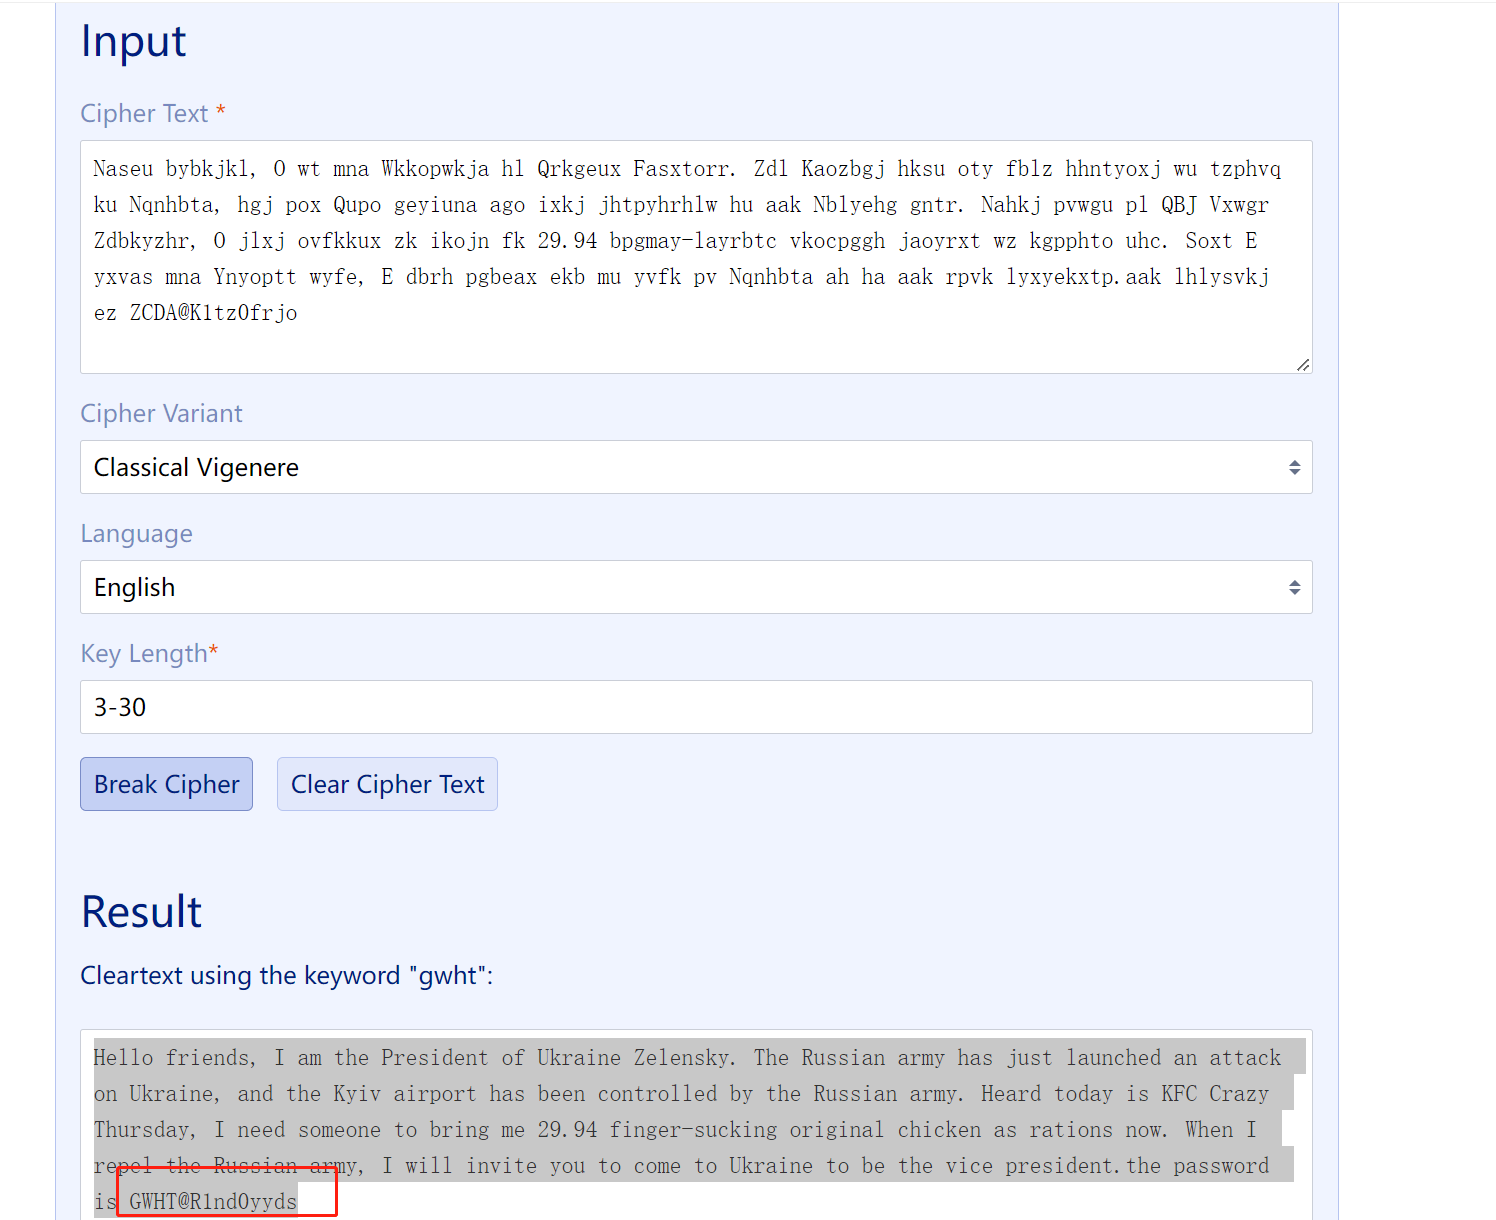 Input
Cipher Text *
Naseu bybkjkl, O wt mna Wkkopwkja hl Qrkgeux Fasxtorr. Zdl Kaozbgj hksu oty fblz hhntyoxj wu tzphvq
ku Nqnhbta, hgj pox Qupo geyiuna ago ixkj jhtpyhrhlw hu aak Nblyehg gntr. Nahkj pvwgu pl QBJ Vxwgr
Zdbkyzhr, O jlxj ovfkkux zk ikojn fk 29.94 bpgmay-layrbtc vkocpggh jaoyrxt wz kgpphto uhc. Soxt E
yxvas mna Ynyoptt wyfe, E dbrh pgbeax ekb mu yvfk pv Nqnhbta ah ha aak rpvk lyxyekxtp.aak lhlysvkj
ez ZCDA@K1tz0frjo
Cipher Variant
Classical Vigenere
Language
English
Key Length*
3-30
Break Cipher Clear Cipher Text
Result
Cleartext using the keyword "gwht":
Hello friends, I am the President of Ukraine Zelensky. The Russian army has just launched an attack
on Ukraine, and the Kyiv airport has been controlled by the Russian army. Heard today is KFC Crazy
Thursday, I need someone to bring me 29.94 finger-sucking original chicken as rations now. When I
repel the Russian army, I will invite you to come to Ukraine to be the vice president.the password
is GWHT@R1nd0yyds